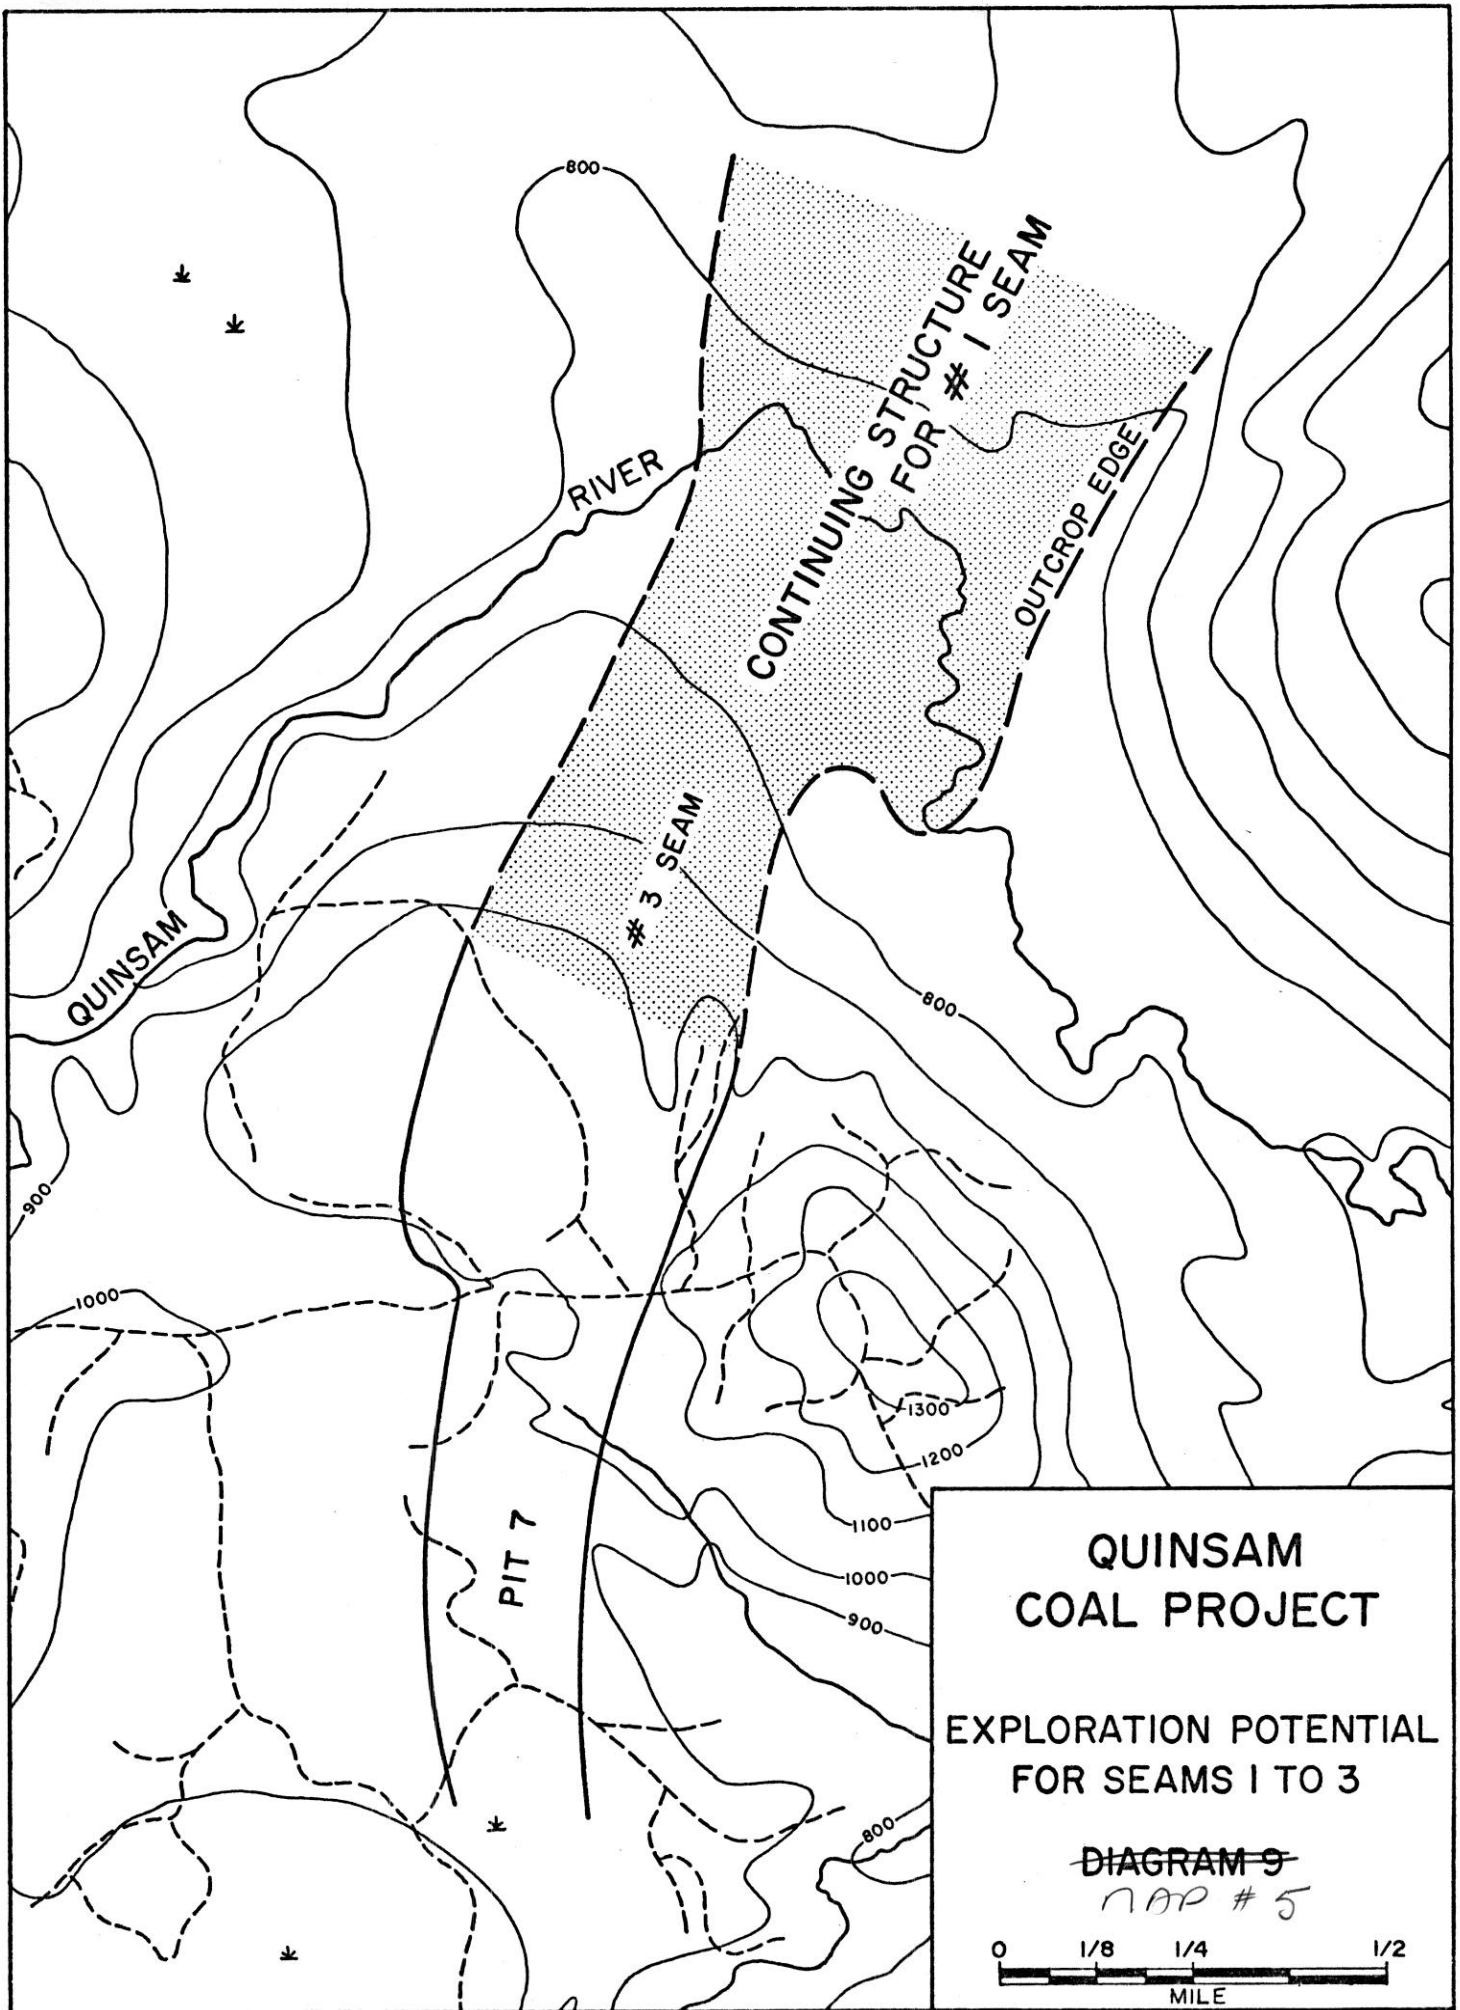 800
CONTINUING STRUCTURE
FOR # 1 SEAM
RIVER
OUTCROP EDGE
# 3 SEAM
QUINSAM
800
900
1000
1300
1200
1100
1000
900
PIT 7
800
QUINSAM
COAL PROJECT
EXPLORATION POTENTIAL
FOR SEAMS 1 TO 3
DIAGRAM 9
MAP # 5
0 1/8 1/4 1/2
MILE